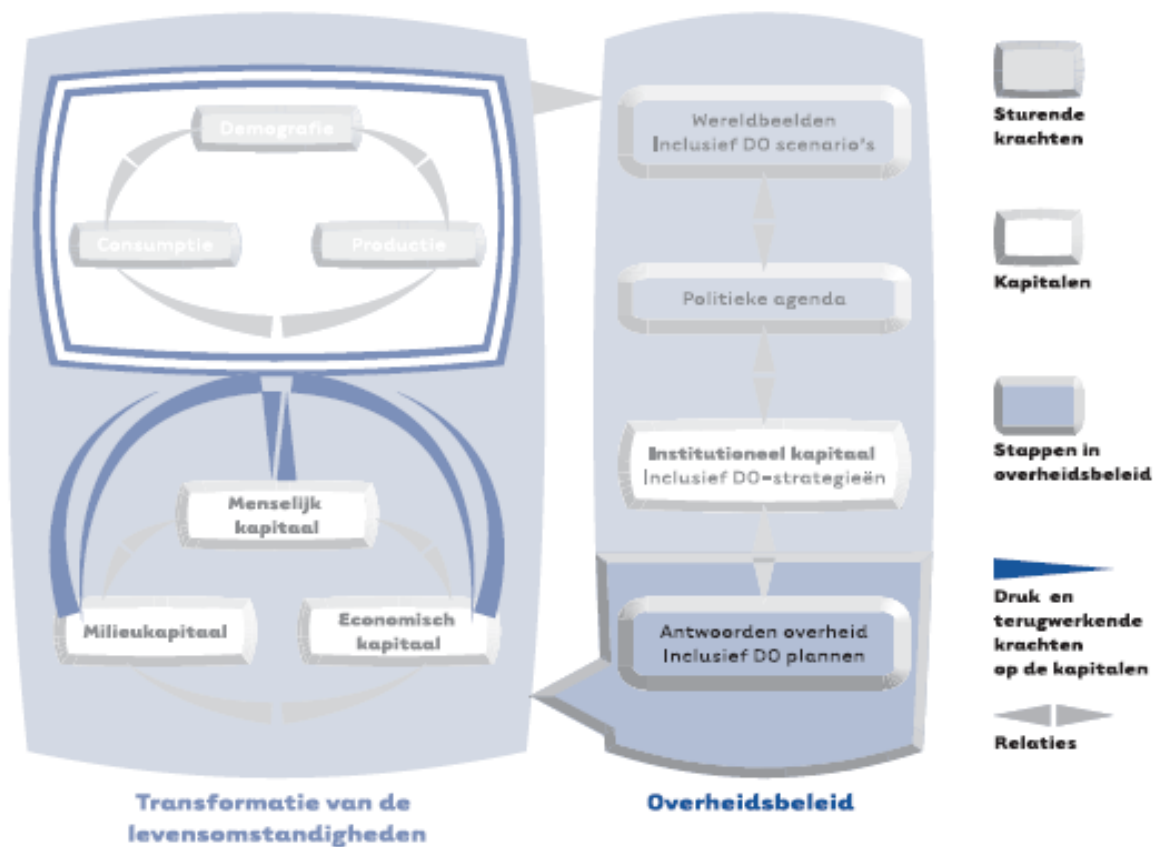 Demografie
Consumptie
Productie
Menselijk
kapitaal
Milieukapitaal
Economisch
kapitaal
Transformatie van de
levensomstandigheden
Wereldbeelden
Inclusief DO scenario's
Politieke agenda
Institutioneel kapitaal
Inclusief DO-strategieën
Antwoorden overheid
Inclusief DO plannen
Overheidsbeleid
Sturende
krachten
Kapitalen
Stappen in
overheidsbeleid
Druk en
terugwerkende
krachten
op de kapitalen
Relaties